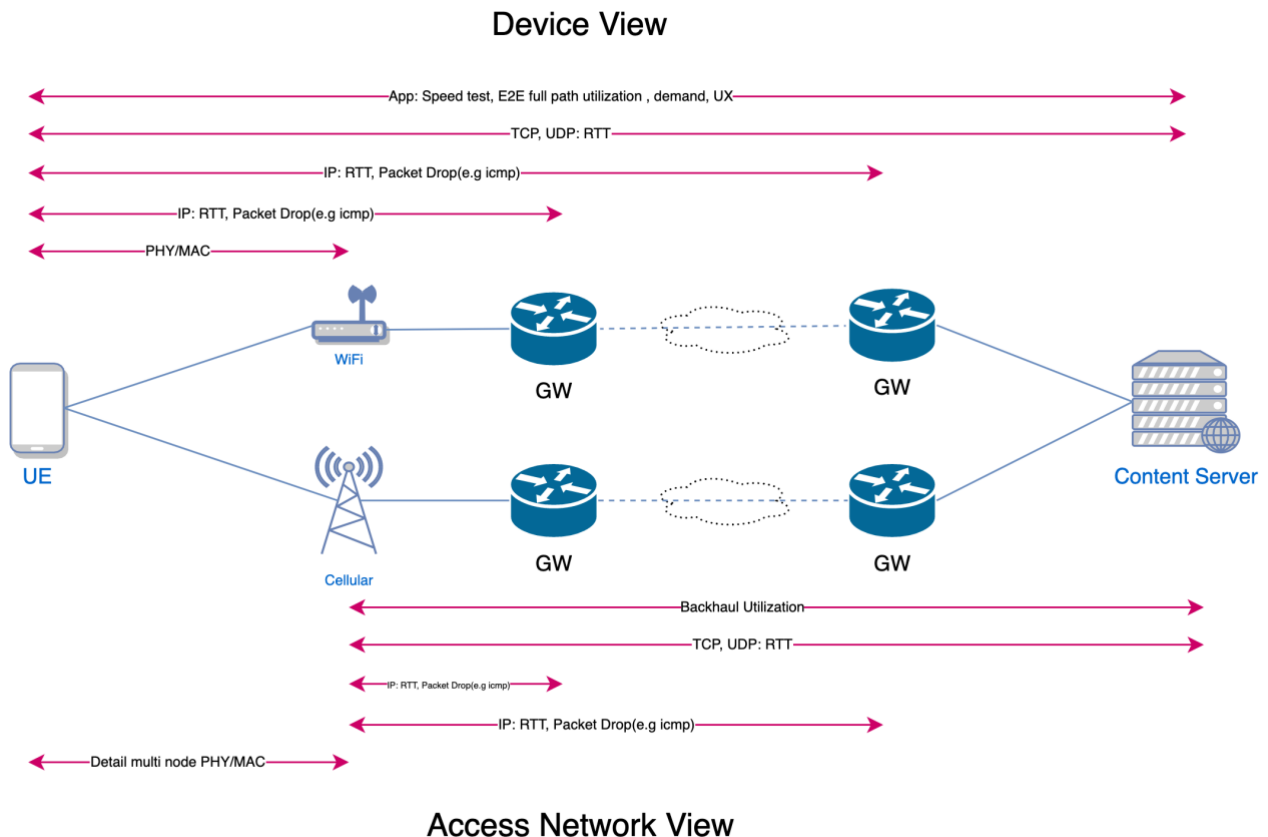 Device View
App: Speed test, E2E full path utilization , demand, UX
TCP, UDP: RTT
IP: RTT, Packet Drop(e.g icmp)
IP: RTT, Packet Drop(e.g icmp)
PHY/MAC
WiFi
GW
GW
UE
Content Server
Cellular
GW
GW
Backhaul Utilization
TCP, UDP: RTT
IP: RTT, Packet Drop(e.g icmp)
IP: RTT, Packet Drop(e.g icmp)
Detail multi node PHY/MAC
Access Network View